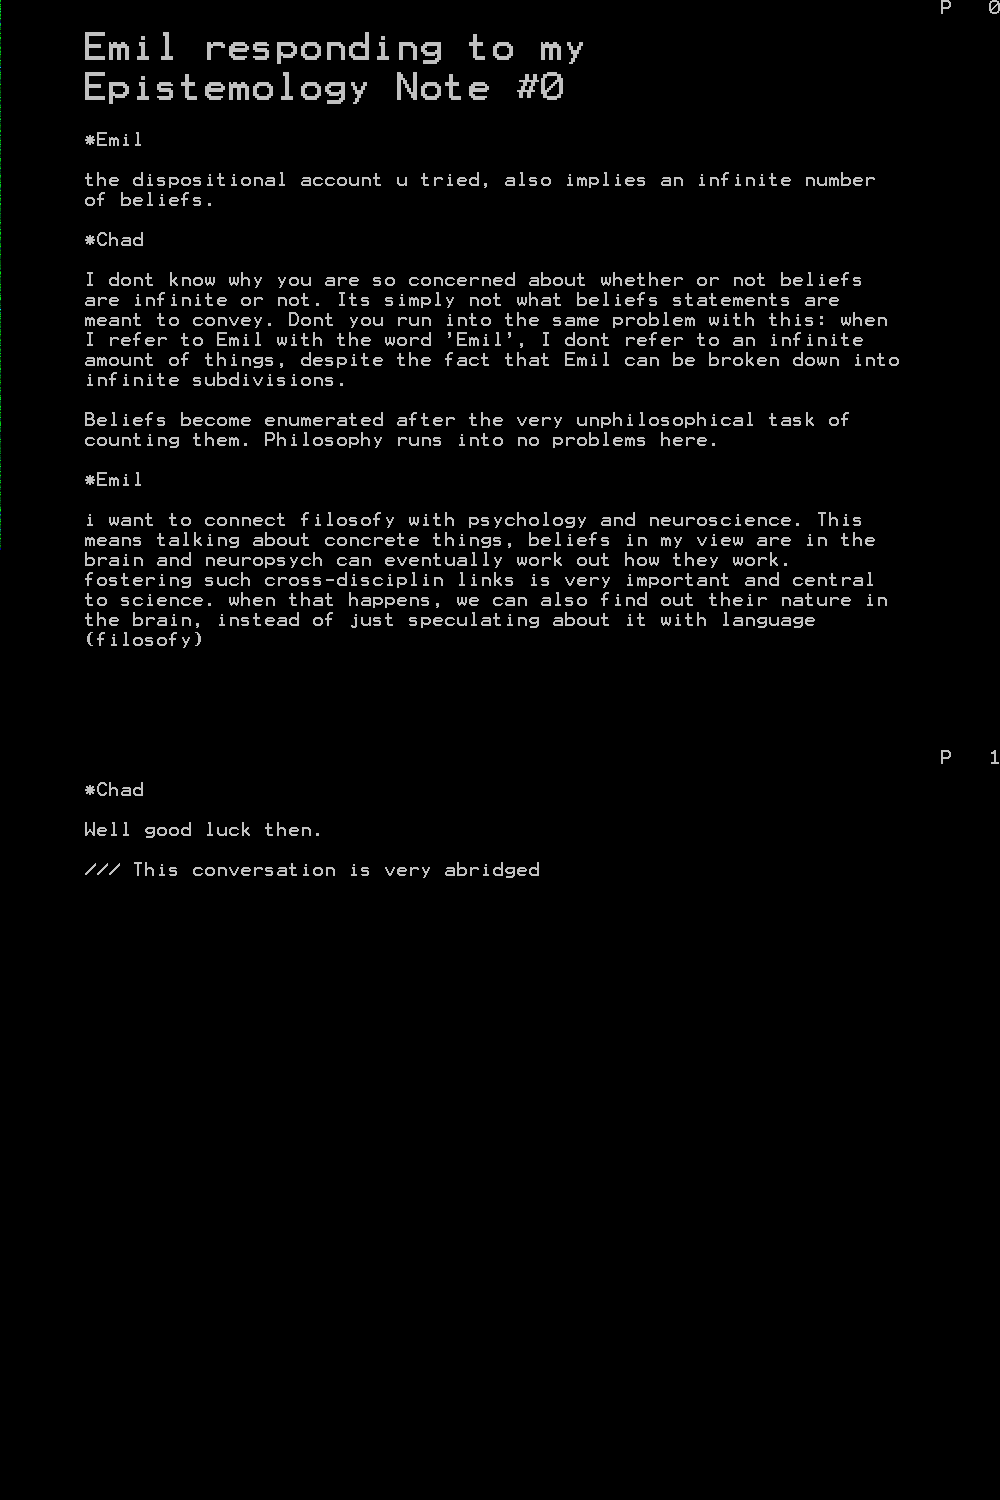 P 0
Emil responding to my
Epistemology Note #0
*Emil
the dispositional account u tried, also implies an infinite number
of beliefs.
*Chad
I dont know why you are so concerned about whether or not beliefs
are infinite or not. Its simply not what beliefs statements are
meant to convey. Dont you run into the same problem with this: when
I refer to Emil with the word 'Emil', I dont refer to an infinite
amount of things, despite the fact that Emil can be broken down into
infinite subdivisions.
Beliefs become enumerated after the very unphilosophical task of
counting them. Philosophy runs into no problems here.
*Emil
i want to connect filosofy with psychology and neuroscience. This
means talking about concrete things, beliefs in my view are in the
brain and neuropsych can eventually work out how they work.
fostering such cross-disciplin links is very important and central
to science. when that happens, we can also find out their nature in
the brain, instead of just speculating about it with language
(filosofy)
P 1
*Chad
Well good luck then.
/// This conversation is very abridged